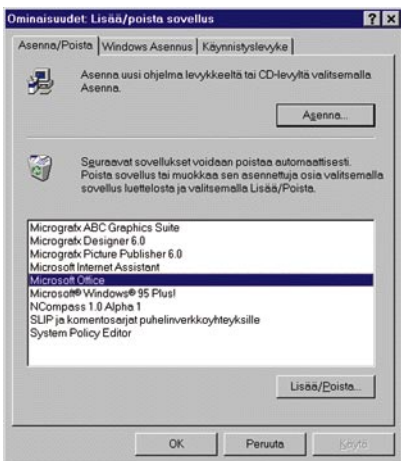 Ominaisuudet: Lisää/poista sovellus
Asenna/Poista Windows Asennus Käynnistyslevyke
Asenna uusi ohjelma levykkeeltä tai CD-levyltä valitsemalla
Asenna.
Asenna...
Seuraavat sovellukset voidaan poistaa automaattisesti.
Poista sovellus tai muokkaa sen asennettuja osia valitsemalla
sovellus luettelosta ja valitsemalla Lisää/Poista.
Micrografx ABC Graphics Suite
Micrografx Designer 6.0
Micrografx Picture Publisher 6.0
Microsoft Internet Assistant
Microsoft Office
Microsoft® Windows® 95 Plus!
NCompass 1.0 Alpha 1
SLIP ja komentosarjat puhelinverkkoyhteyksille
System Policy Editor
Lisää/Poista...
OK Peruuta Käytä